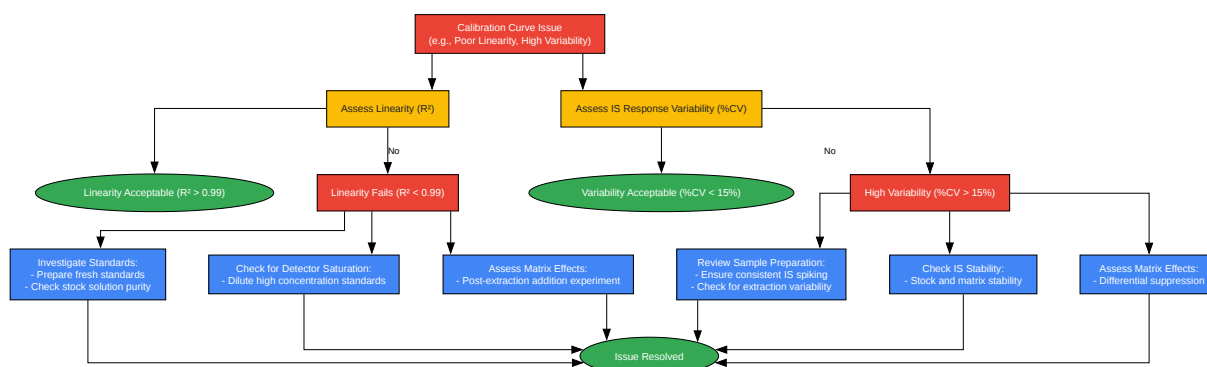 Calibration Curve Issue
(e.g., Poor Linearity, High Variability)
Assess Linearity (R²)
Assess IS Response Variability (%CV)
No
No
Linearity Acceptable (R² > 0.99)
Linearity Fails (R² < 0.99)
Variability Acceptable (%CV < 15%)
High Variability (%CV > 15%)
Investigate Standards:
- Prepare fresh standards
- Check stock solution purity
Check for Detector Saturation:
- Dilute high concentration standards
Assess Matrix Effects:
- Post-extraction addition experiment
Review Sample Preparation:
- Ensure consistent IS spiking
- Check for extraction variability
Check IS Stability:
- Stock and matrix stability
Assess Matrix Effects:
- Differential suppression
Issue Resolved